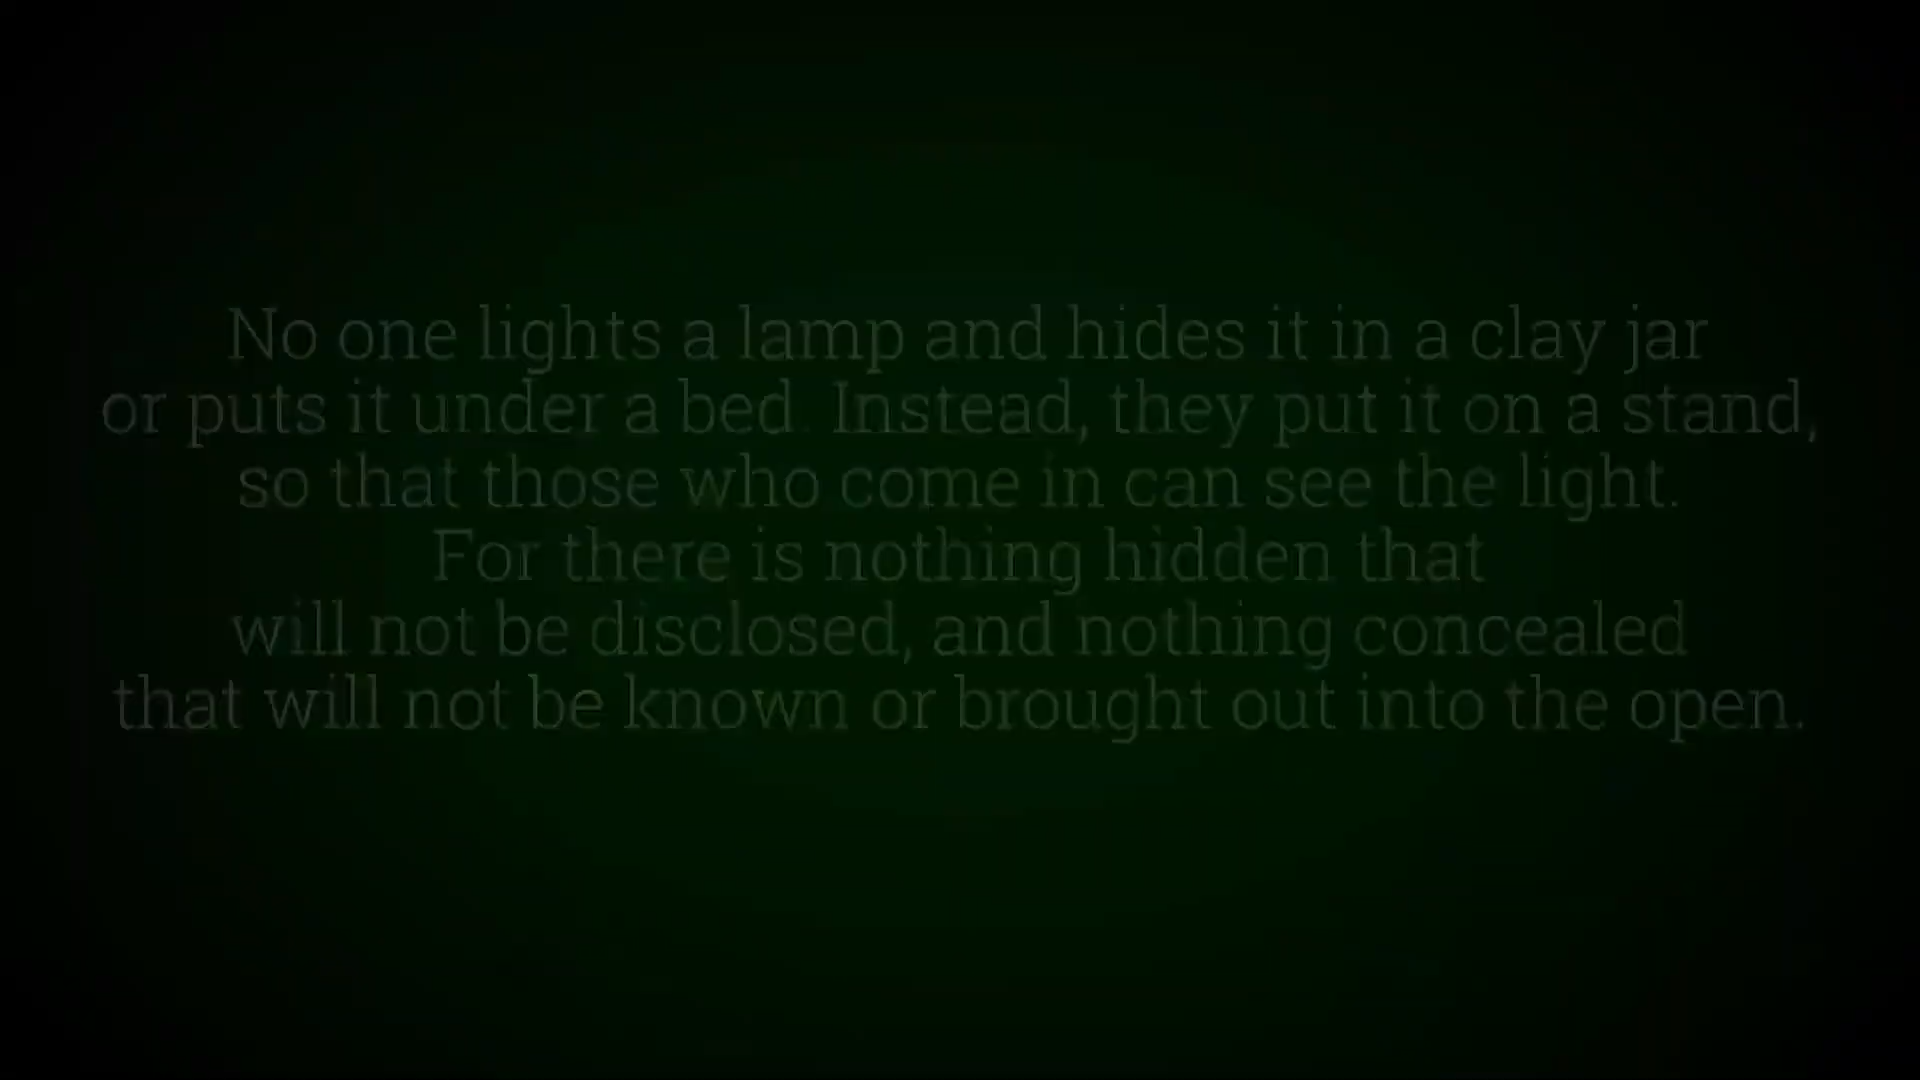 No one lights a lamp and hides it in a clay jar
or puts it under a bed. Instead, they put it on a stand,
so that those who come in can see the light.
For there is nothing hidden that
will not be disclosed, and nothing concealed
that will not be known or brought out into the open.